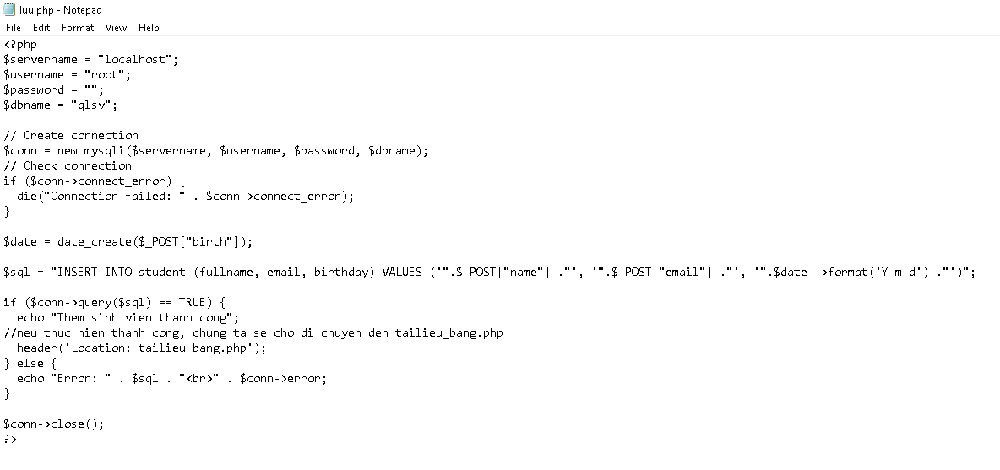 luu.php - Notepad
File Edit Format View Help
<?php
$servername = "localhost";
$username = "root";
$password = "";
$dbname = "qlsv";

// Create connection
$conn = new mysqli($servername, $username, $password, $dbname);
// Check connection
if ($conn->connect_error) {
  die("Connection failed: " . $conn->connect_error);
}

$date = date_create($_POST["birth"]);

$sql = "INSERT INTO student (fullname, email, birthday) VALUES ('".$_POST["name"] ."', '".$_POST["email"] ."', '".$date ->format('Y-m-d') ."')";

if ($conn->query($sql) == TRUE) {
  echo "Them sinh vien thanh cong";
//neu thuc hien thanh cong, chung ta se cho di chuyen den tailieu_bang.php
  header('Location: tailieu_bang.php');
} else {
  echo "Error: " . $sql . "<br>" . $conn->error;
}

$conn->close();
?>